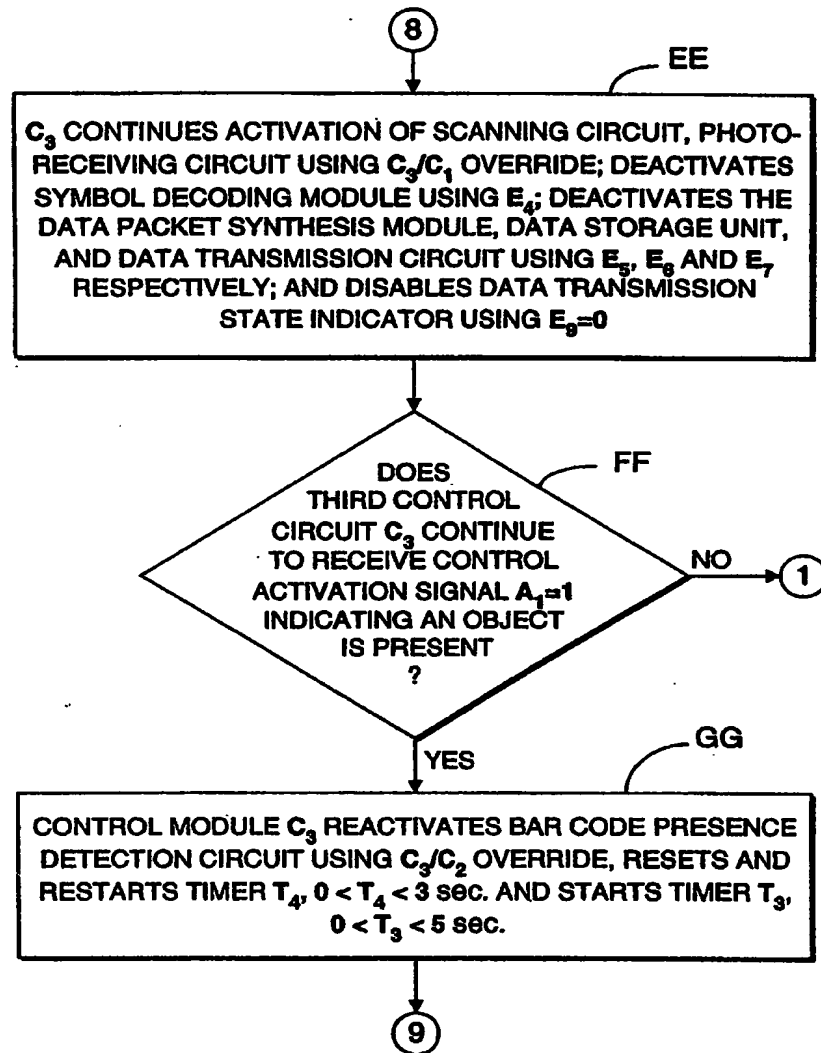 8
EE
C₃ CONTINUES ACTIVATION OF SCANNING CIRCUIT, PHOTO-
RECEIVING CIRCUIT USING C₃/C₁ OVERRIDE; DEACTIVATES
SYMBOL DECODING MODULE USING E₄; DEACTIVATES THE
DATA PACKET SYNTHESIS MODULE, DATA STORAGE UNIT,
AND DATA TRANSMISSION CIRCUIT USING E₅, E₆ AND E₇
RESPECTIVELY; AND DISABLES DATA TRANSMISSION
STATE INDICATOR USING E₉=0
FF
DOES
THIRD CONTROL
CIRCUIT C₃ CONTINUE
TO RECEIVE CONTROL
ACTIVATION SIGNAL A₁=1
INDICATING AN OBJECT
IS PRESENT
?
NO
1
YES
GG
CONTROL MODULE C₃ REACTIVATES BAR CODE PRESENCE
DETECTION CIRCUIT USING C₃/C₂ OVERRIDE, RESETS AND
RESTARTS TIMER T₄, 0 < T₄ < 3 sec. AND STARTS TIMER T₃,
0 < T₃ < 5 sec.
9